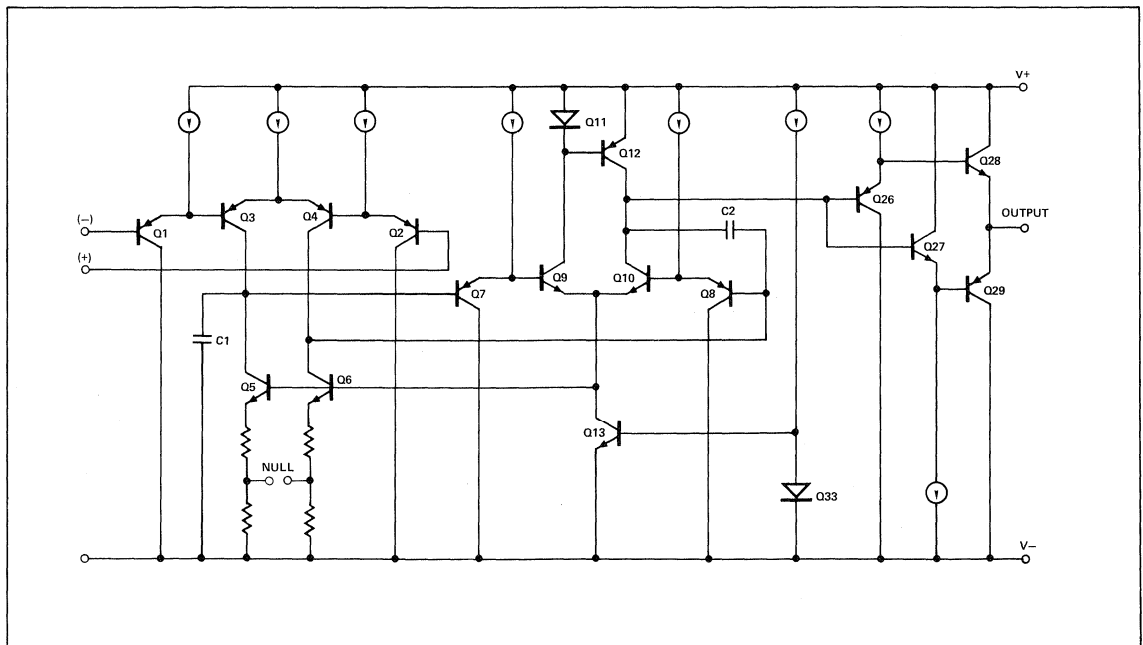 V+
Q11
Q12
Q28
(−)
Q1
Q3
Q4
Q2
C2
Q26
OUTPUT
Q27
(+)
Q9
Q10
Q7
Q8
Q29
C1
Q5
Q6
Q13
NULL
Q33
V−